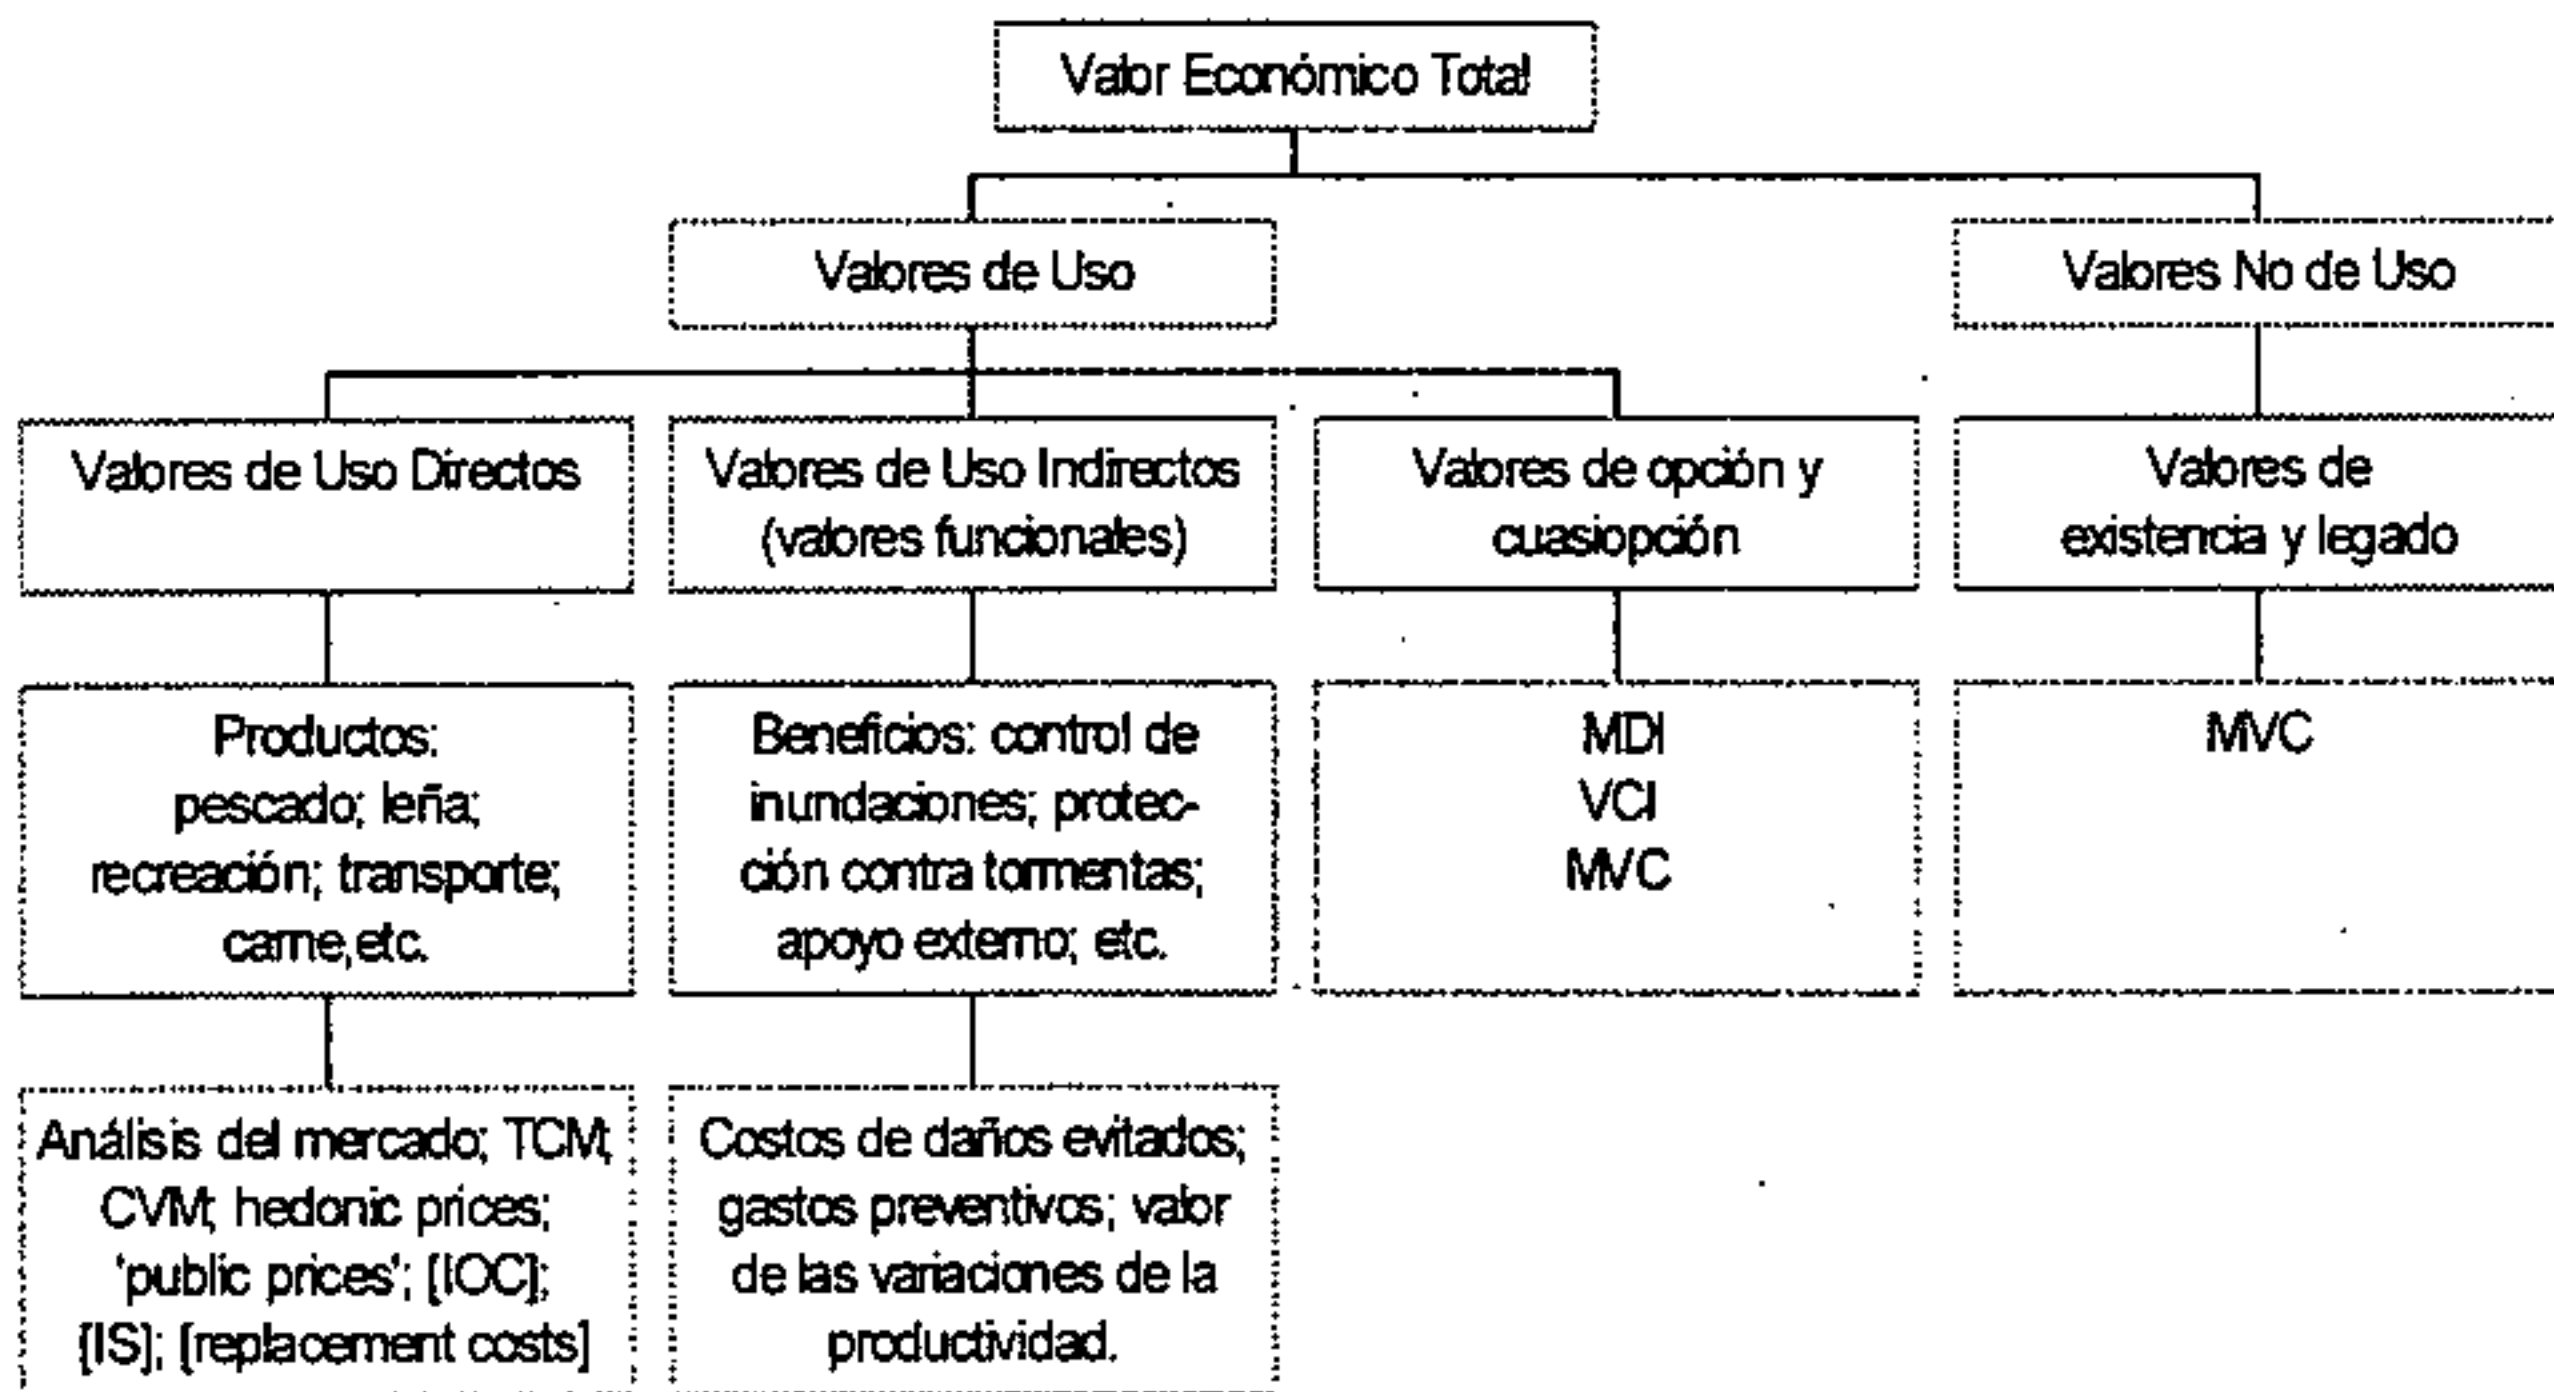 Valor Económico Total
Valores de Uso
Valores No de Uso
Valores de Uso Directos
Valores de Uso Indirectos
(valores funcionales)
Valores de opción y
cuasiopción
Valores de
existencia y legado
Productos:
pescado; leña;
recreación; transporte;
carne,etc.
Beneficios: control de
inundaciones; protec-
ción contra tormentas;
apoyo externo; etc.
MDI
VCI
MVC
MVC
Análisis del mercado; TCM;
CVM; hedonic prices;
'public prices'; [IOC];
[IS]; [replacement costs]
Costos de daños evitados;
gastos preventivos; valor
de las variaciones de la
productividad.